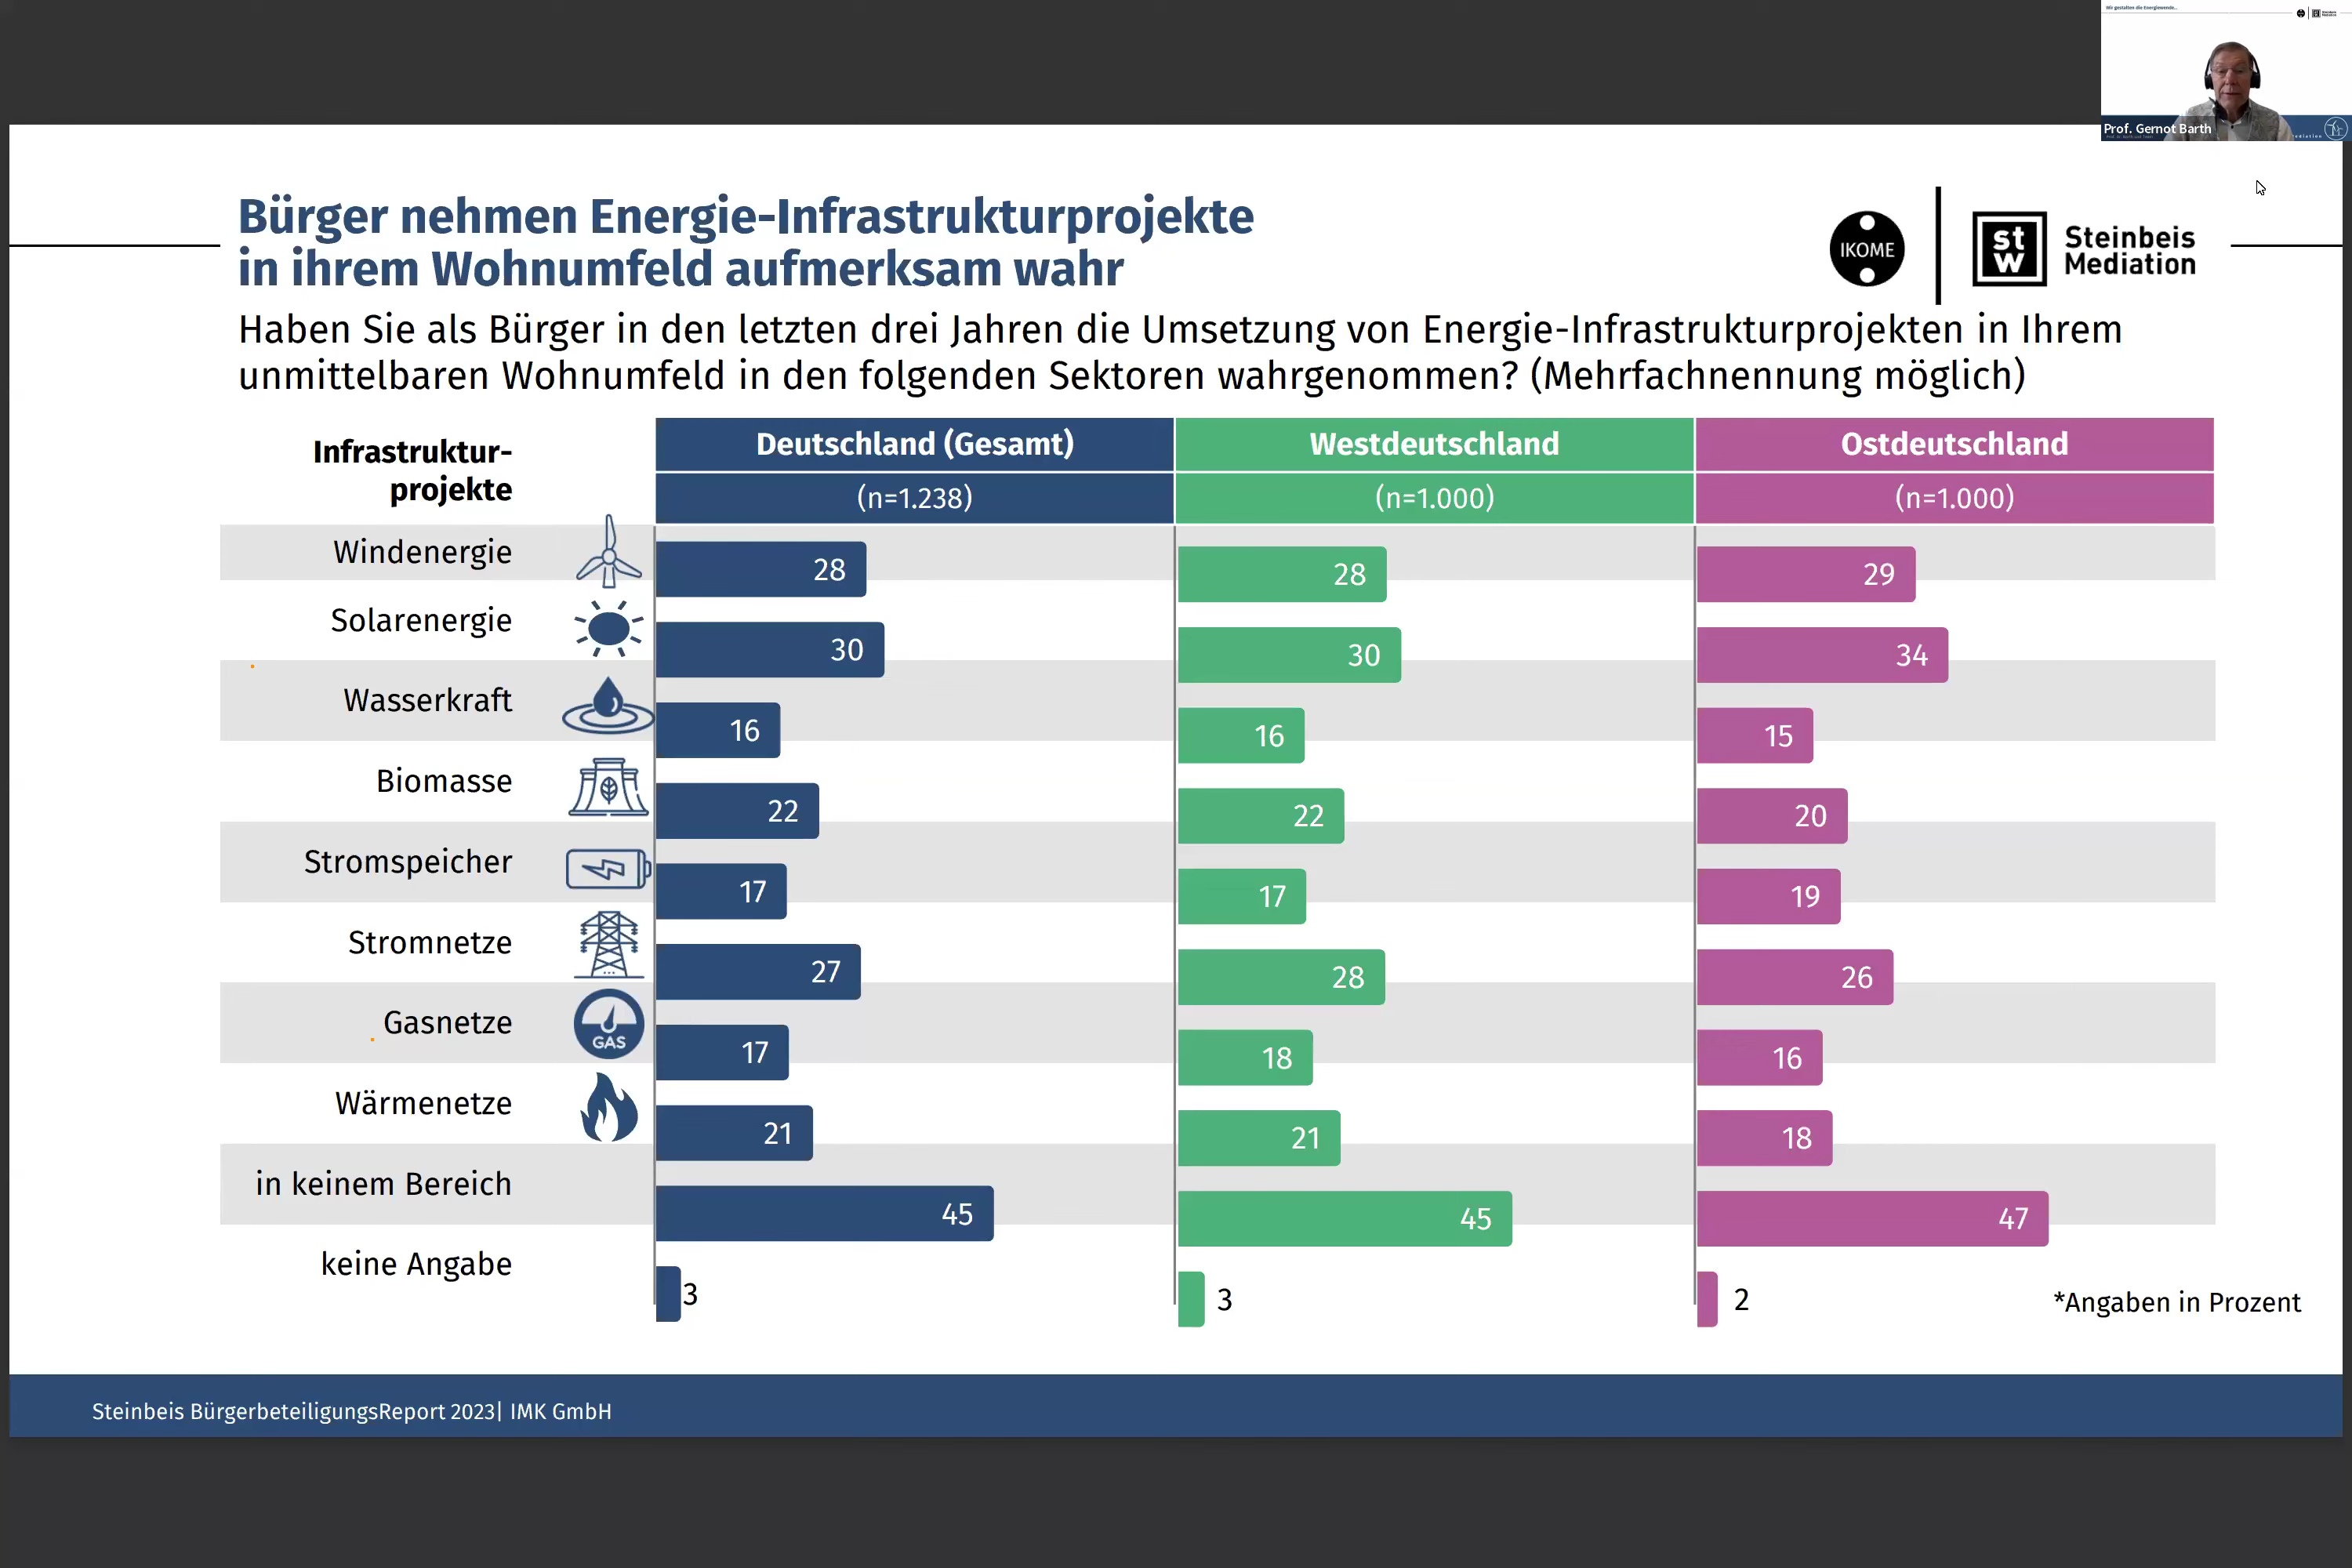 Wir gestalten die Energiewende...
Prof. Gernot Barth
Bürger nehmen Energie-Infrastrukturprojekte
in ihrem Wohnumfeld aufmerksam wahr
IKOME
st
W
Steinbeis
Mediation
Haben Sie als Bürger in den letzten drei Jahren die Umsetzung von Energie-Infrastrukturprojekten in Ihrem
unmittelbaren Wohnumfeld in den folgenden Sektoren wahrgenommen? (Mehrfachnennung möglich)
Infrastruktur-
projekte
Deutschland (Gesamt) Westdeutschland Ostdeutschland
(n=1.238) (n=1.000) (n=1.000)
Windenergie 28 28 29
Solarenergie 30 30 34
Wasserkraft 16 16 15
Biomasse 22 22 20
Stromspeicher 17 17 19
Stromnetze 27 28 26
Gasnetze GAS 17 18 16
Wärmenetze 21 21 18
in keinem Bereich 45 45 47
keine Angabe 3 3 2
*Angaben in Prozent
Steinbeis BürgerbeteiligungsReport 2023| IMK GmbH